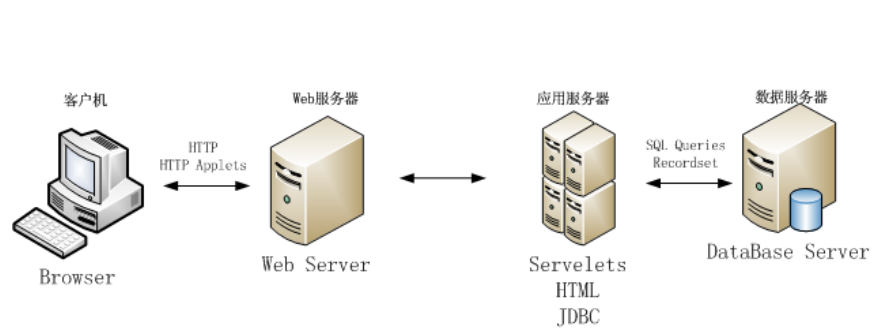 客户机
Web服务器
应用服务器
数据服务器
HTTP
HTTP Applets
SQL Queries
Recordset
Browser
Web Server
Servelets
HTML
JDBC
DataBase Server